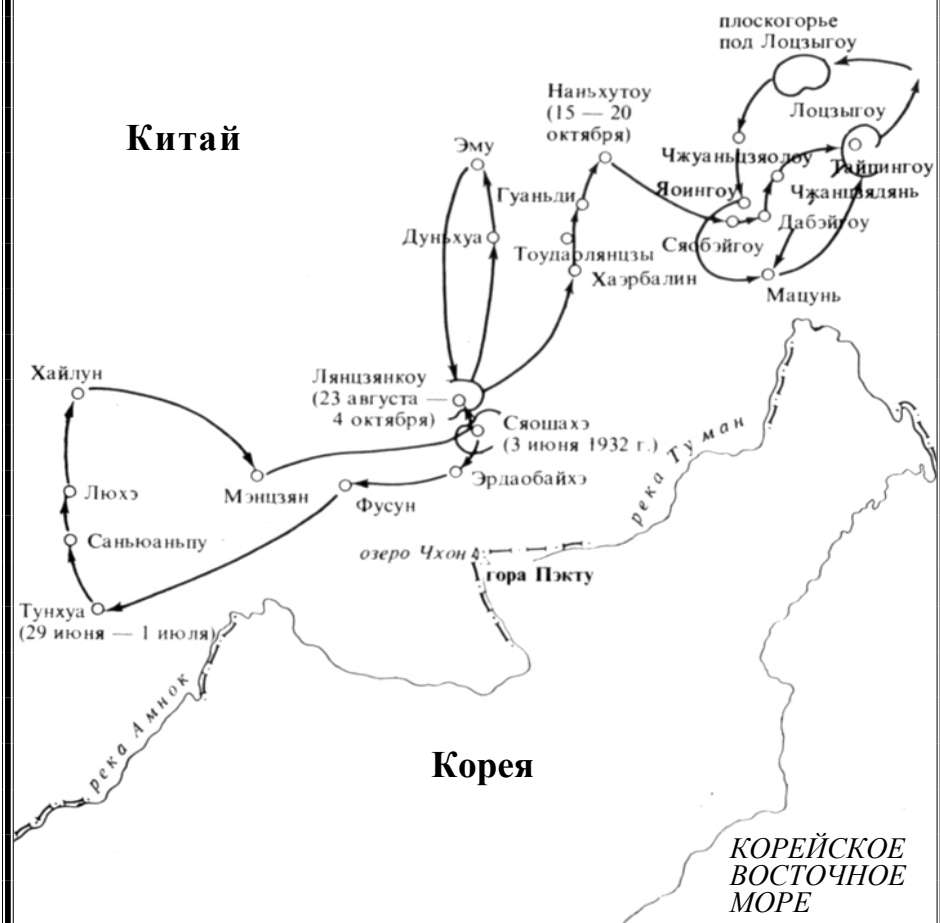 плоскогорье
под Лоцзыгоу
Наньхутоу
(15 — 20
октября)
Лоцзыгоу
Китай
Эму
Чжуаньцзяолоу
Тайпингоу
Гуаньди
Яоингоу
Чжанцзядянь
Дуньхуа
Дабэйгоу
Сяобэйгоу
Тоудаолянцзы
Хаэрбалин
Мацунь
Хайлун
Лянцзянкоу
(23 августа —
4 октября)
Сяошахэ
(3 июня 1932 г.)
река Туман
Эрдаобайхэ
Мэнцзян
Люхэ
Фусун
Саньюаньпу
озеро Чхон
гора Пэкту
Тунхуа
(29 июня — 1 июля)
река Амнок
Корея
КОРЕЙСКОЕ
ВОСТОЧНОЕ
МОРЕ